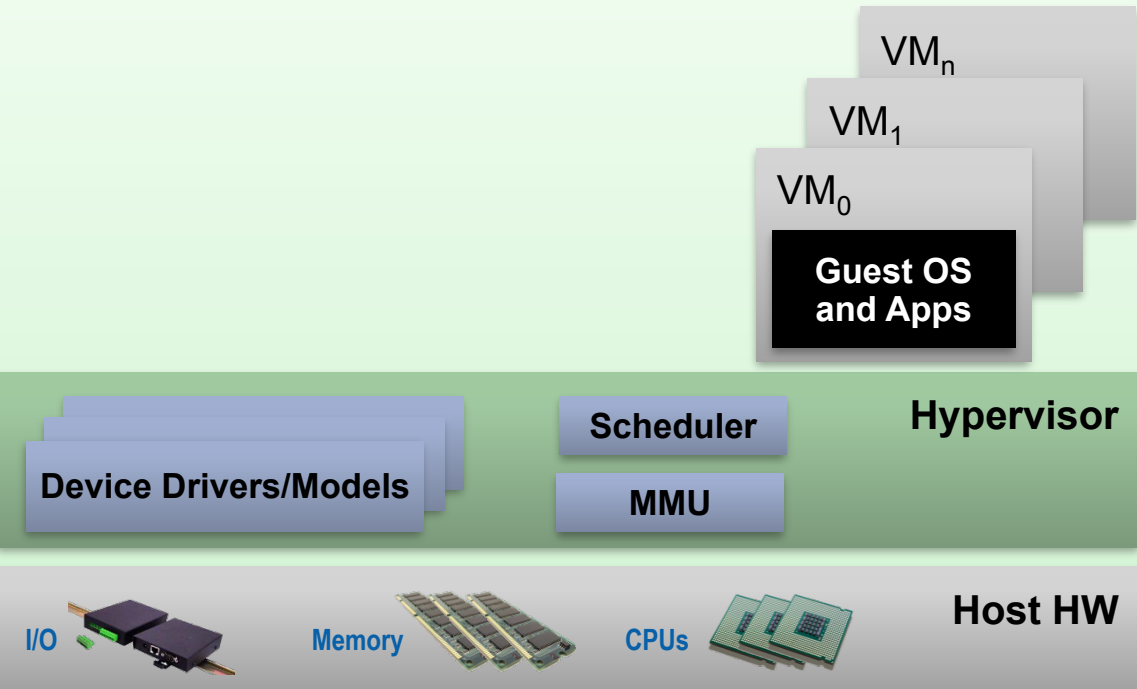 VMₙ
VM₁
VM₀
Guest OS
and Apps
Hypervisor
Scheduler
Device Drivers/Models
MMU
Host HW
I/O
Memory
CPUs